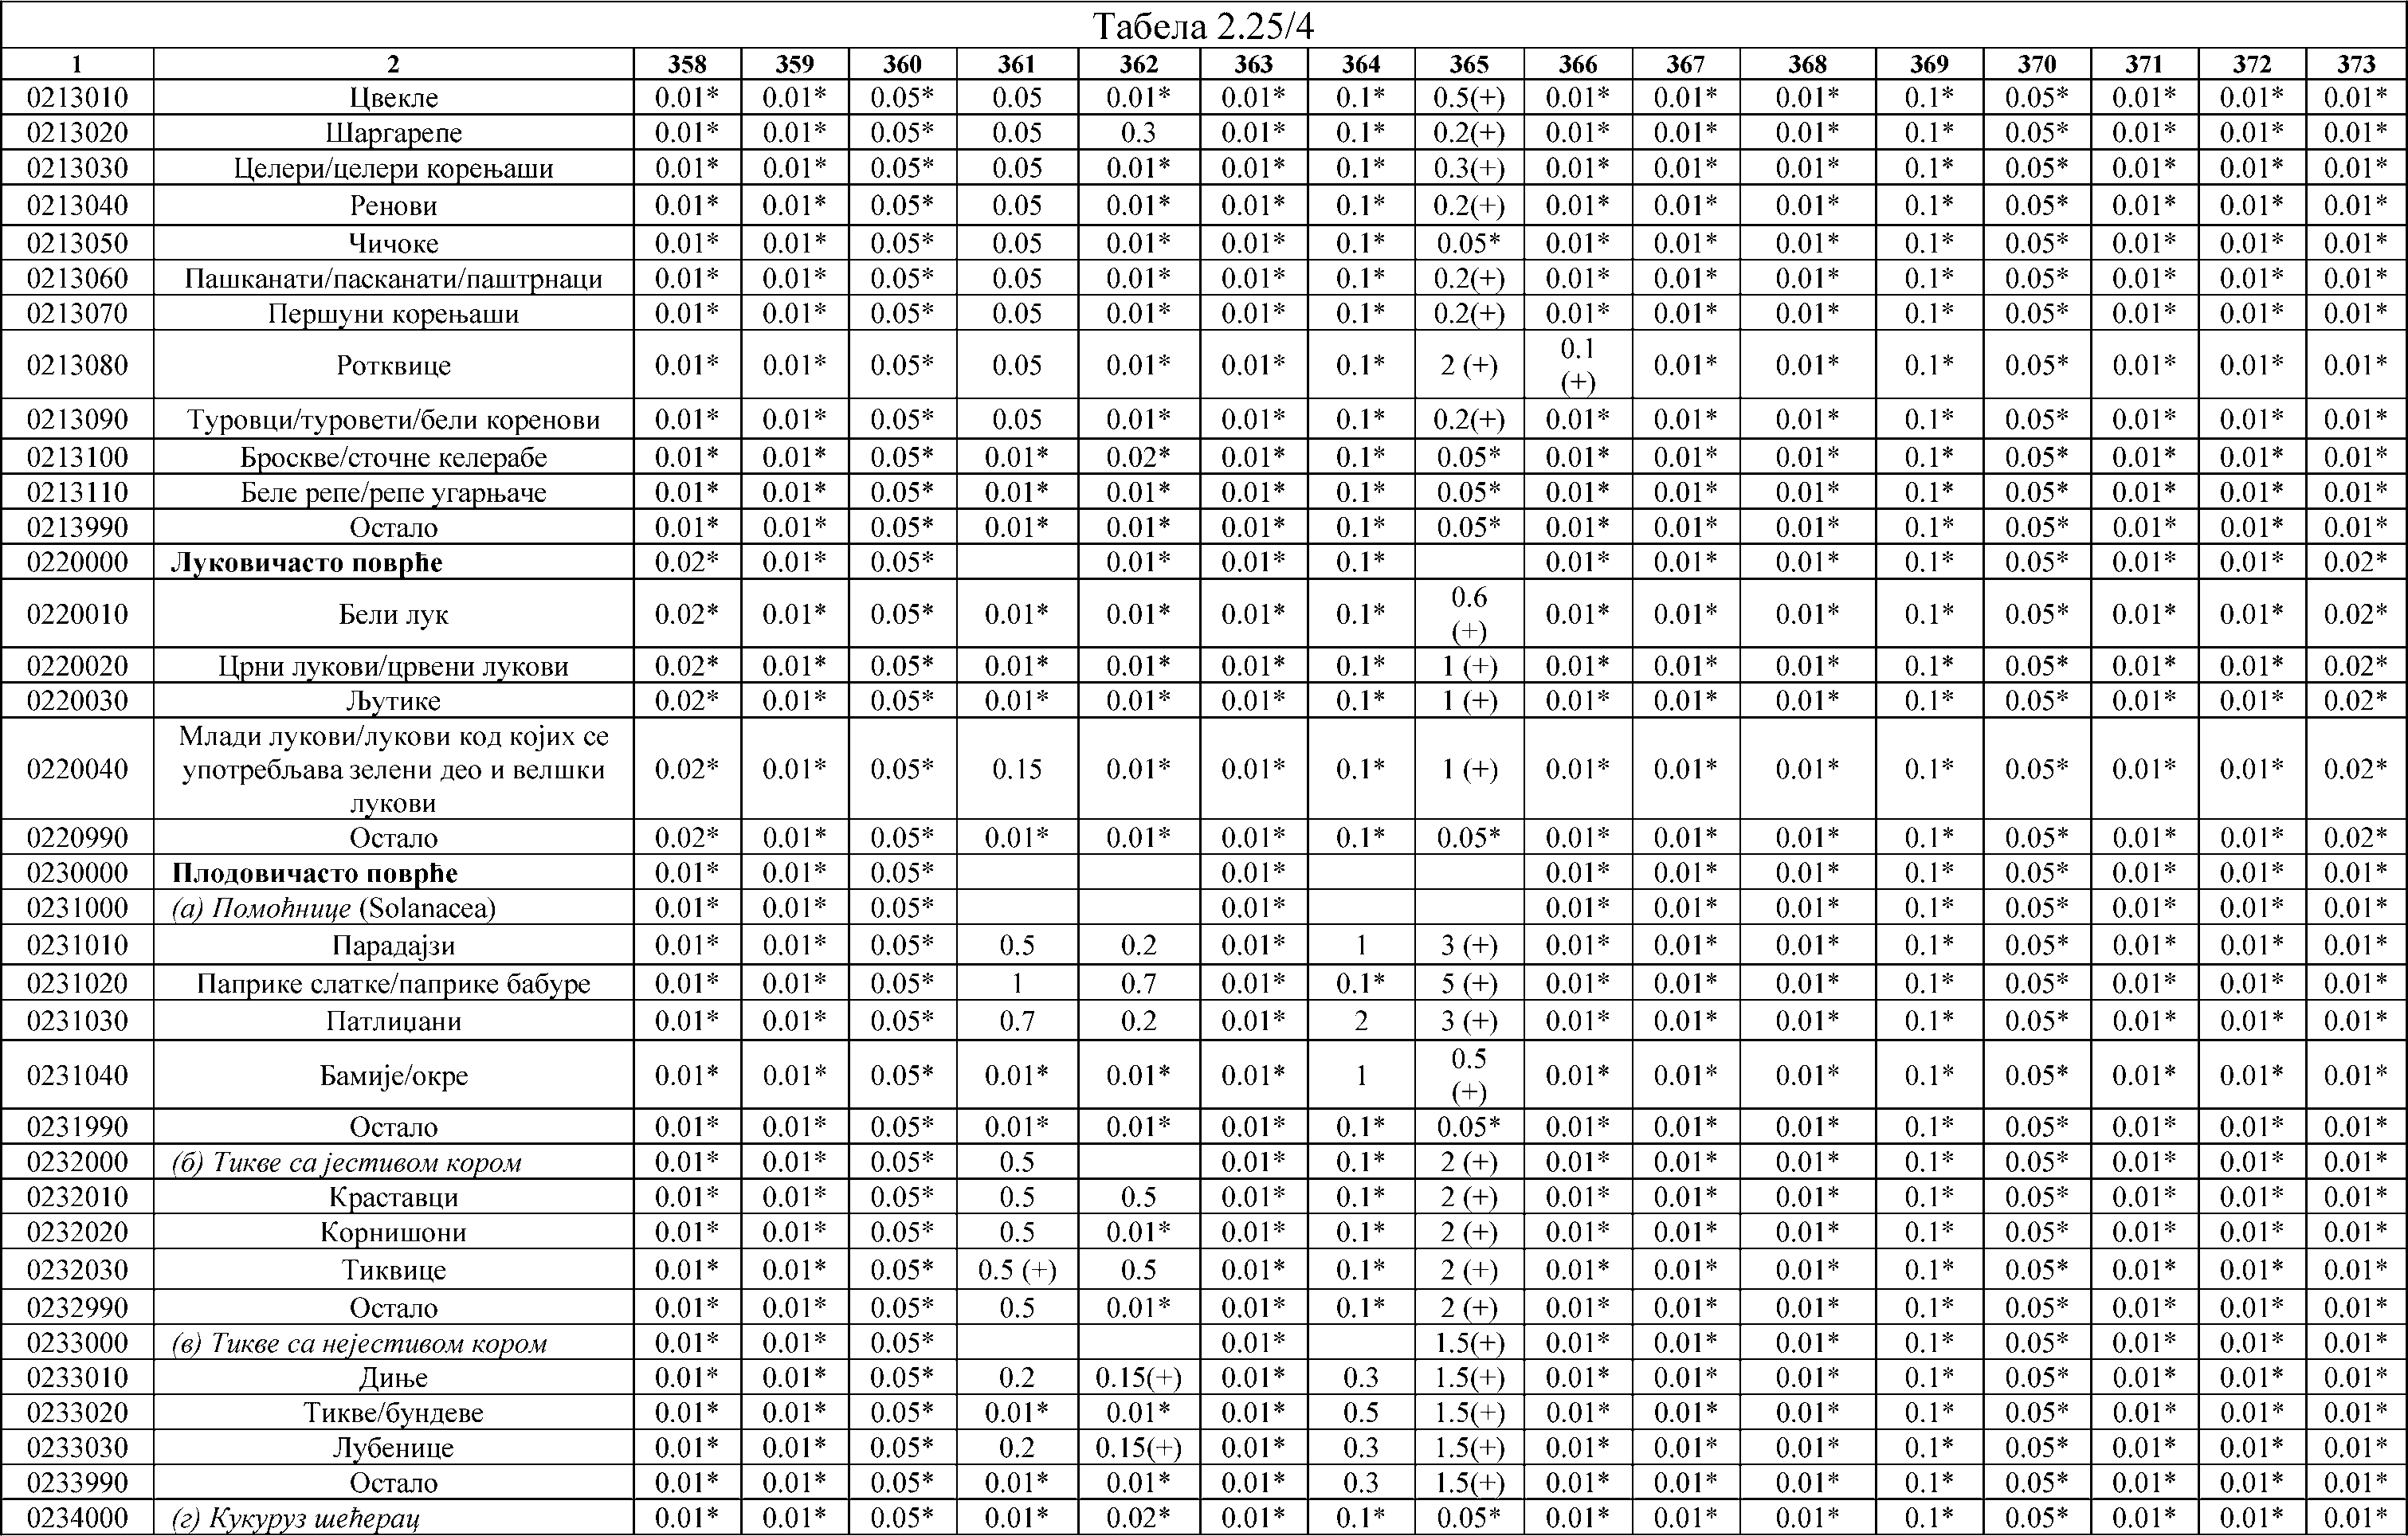 Табела 2.25/4
1 2 358 359 360 361 362 363 364 365 366 367 368 369 370 371 372 373
0213010 Цвекле 0.01* 0.01* 0.05* 0.05 0.01* 0.01* 0.1* 0.5(+) 0.01* 0.01* 0.01* 0.1* 0.05* 0.01* 0.01* 0.01*
0213020 Шаргарепе 0.01* 0.01* 0.05* 0.05 0.3 0.01* 0.1* 0.2(+) 0.01* 0.01* 0.01* 0.1* 0.05* 0.01* 0.01* 0.01*
0213030 Целери/целери корењаши 0.01* 0.01* 0.05* 0.05 0.01* 0.01* 0.1* 0.3(+) 0.01* 0.01* 0.01* 0.1* 0.05* 0.01* 0.01* 0.01*
0213040 Ренови 0.01* 0.01* 0.05* 0.05 0.01* 0.01* 0.1* 0.2(+) 0.01* 0.01* 0.01* 0.1* 0.05* 0.01* 0.01* 0.01*
0213050 Чичоке 0.01* 0.01* 0.05* 0.05 0.01* 0.01* 0.1* 0.05* 0.01* 0.01* 0.01* 0.1* 0.05* 0.01* 0.01* 0.01*
0213060 Пашканати/пасканати/паштрнаци 0.01* 0.01* 0.05* 0.05 0.01* 0.01* 0.1* 0.2(+) 0.01* 0.01* 0.01* 0.1* 0.05* 0.01* 0.01* 0.01*
0213070 Першуни корењаши 0.01* 0.01* 0.05* 0.05 0.01* 0.01* 0.1* 0.2(+) 0.01* 0.01* 0.01* 0.1* 0.05* 0.01* 0.01* 0.01*
0213080 Ротквице 0.01* 0.01* 0.05* 0.05 0.01* 0.01* 0.1* 2 (+) 0.1
(+) 0.01* 0.01* 0.1* 0.05* 0.01* 0.01* 0.01*
0213090 Туровци/туровети/бели коренови 0.01* 0.01* 0.05* 0.05 0.01* 0.01* 0.1* 0.2(+) 0.01* 0.01* 0.01* 0.1* 0.05* 0.01* 0.01* 0.01*
0213100 Броскве/сточне келерабе 0.01* 0.01* 0.05* 0.01* 0.02* 0.01* 0.1* 0.05* 0.01* 0.01* 0.01* 0.1* 0.05* 0.01* 0.01* 0.01*
0213110 Беле репе/репе угарњаче 0.01* 0.01* 0.05* 0.01* 0.01* 0.01* 0.1* 0.05* 0.01* 0.01* 0.01* 0.1* 0.05* 0.01* 0.01* 0.01*
0213990 Остало 0.01* 0.01* 0.05* 0.01* 0.01* 0.01* 0.1* 0.05* 0.01* 0.01* 0.01* 0.1* 0.05* 0.01* 0.01* 0.01*
0220000 Луковичасто поврће 0.02* 0.01* 0.05* 0.01* 0.01* 0.1* 0.01* 0.01* 0.01* 0.1* 0.05* 0.01* 0.01* 0.02*
0220010 Бели лук 0.02* 0.01* 0.05* 0.01* 0.01* 0.01* 0.1* 0.6
(+) 0.01* 0.01* 0.01* 0.1* 0.05* 0.01* 0.01* 0.02*
0220020 Црни лукови/црвени лукови 0.02* 0.01* 0.05* 0.01* 0.01* 0.01* 0.1* 1 (+) 0.01* 0.01* 0.01* 0.1* 0.05* 0.01* 0.01* 0.02*
0220030 Љутике 0.02* 0.01* 0.05* 0.01* 0.01* 0.01* 0.1* 1 (+) 0.01* 0.01* 0.01* 0.1* 0.05* 0.01* 0.01* 0.02*
0220040 Млади лукови/лукови код којих се
употребљава зелени део и велшки
лукови 0.02* 0.01* 0.05* 0.15 0.01* 0.01* 0.1* 1 (+) 0.01* 0.01* 0.01* 0.1* 0.05* 0.01* 0.01* 0.02*
0220990 Остало 0.02* 0.01* 0.05* 0.01* 0.01* 0.01* 0.1* 0.05* 0.01* 0.01* 0.01* 0.1* 0.05* 0.01* 0.01* 0.02*
0230000 Плодовичасто поврће 0.01* 0.01* 0.05* 0.01* 0.01* 0.01* 0.01* 0.1* 0.05* 0.01* 0.01* 0.01*
0231000 (а) Помоћнице (Solanacea) 0.01* 0.01* 0.05* 0.01* 0.01* 0.01* 0.01* 0.1* 0.05* 0.01* 0.01* 0.01*
0231010 Парадајзи 0.01* 0.01* 0.05* 0.5 0.2 0.01* 1 3 (+) 0.01* 0.01* 0.01* 0.1* 0.05* 0.01* 0.01* 0.01*
0231020 Паприке слатке/паприке бабуре 0.01* 0.01* 0.05* 1 0.7 0.01* 0.1* 5 (+) 0.01* 0.01* 0.01* 0.1* 0.05* 0.01* 0.01* 0.01*
0231030 Патлиџани 0.01* 0.01* 0.05* 0.7 0.2 0.01* 2 3 (+) 0.01* 0.01* 0.01* 0.1* 0.05* 0.01* 0.01* 0.01*
0231040 Бамије/окре 0.01* 0.01* 0.05* 0.01* 0.01* 0.01* 1 0.5
(+) 0.01* 0.01* 0.01* 0.1* 0.05* 0.01* 0.01* 0.01*
0231990 Остало 0.01* 0.01* 0.05* 0.01* 0.01* 0.01* 0.1* 0.05* 0.01* 0.01* 0.01* 0.1* 0.05* 0.01* 0.01* 0.01*
0232000 (б) Тикве са јестивом кором 0.01* 0.01* 0.05* 0.5 0.01* 0.1* 2 (+) 0.01* 0.01* 0.01* 0.1* 0.05* 0.01* 0.01* 0.01*
0232010 Краставци 0.01* 0.01* 0.05* 0.5 0.5 0.01* 0.1* 2 (+) 0.01* 0.01* 0.01* 0.1* 0.05* 0.01* 0.01* 0.01*
0232020 Корнишони 0.01* 0.01* 0.05* 0.5 0.01* 0.01* 0.1* 2 (+) 0.01* 0.01* 0.01* 0.1* 0.05* 0.01* 0.01* 0.01*
0232030 Тиквице 0.01* 0.01* 0.05* 0.5 (+) 0.5 0.01* 0.1* 2 (+) 0.01* 0.01* 0.01* 0.1* 0.05* 0.01* 0.01* 0.01*
0232990 Остало 0.01* 0.01* 0.05* 0.5 0.01* 0.01* 0.1* 2 (+) 0.01* 0.01* 0.01* 0.1* 0.05* 0.01* 0.01* 0.01*
0233000 (в) Тикве са нејестивом кором 0.01* 0.01* 0.05* 0.01* 1.5(+) 0.01* 0.01* 0.01* 0.1* 0.05* 0.01* 0.01* 0.01*
0233010 Диње 0.01* 0.01* 0.05* 0.2 0.15(+) 0.01* 0.3 1.5(+) 0.01* 0.01* 0.01* 0.1* 0.05* 0.01* 0.01* 0.01*
0233020 Тикве/бундеве 0.01* 0.01* 0.05* 0.01* 0.01* 0.01* 0.5 1.5(+) 0.01* 0.01* 0.01* 0.1* 0.05* 0.01* 0.01* 0.01*
0233030 Лубенице 0.01* 0.01* 0.05* 0.2 0.15(+) 0.01* 0.3 1.5(+) 0.01* 0.01* 0.01* 0.1* 0.05* 0.01* 0.01* 0.01*
0233990 Остало 0.01* 0.01* 0.05* 0.01* 0.01* 0.01* 0.3 1.5(+) 0.01* 0.01* 0.01* 0.1* 0.05* 0.01* 0.01* 0.01*
0234000 (г) Кукуруз шећерац 0.01* 0.01* 0.05* 0.01* 0.02* 0.01* 0.1* 0.05* 0.01* 0.01* 0.01* 0.1* 0.05* 0.01* 0.01* 0.01*